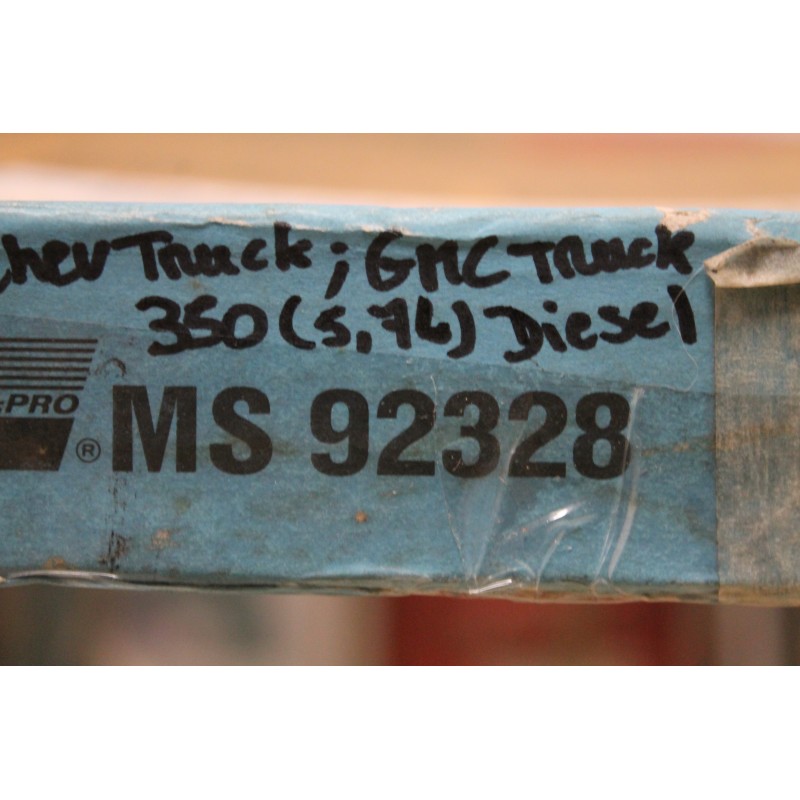 Chev Truck; GMC Truck
350 (5,7L) Diesel
-PRO
® MS 92328